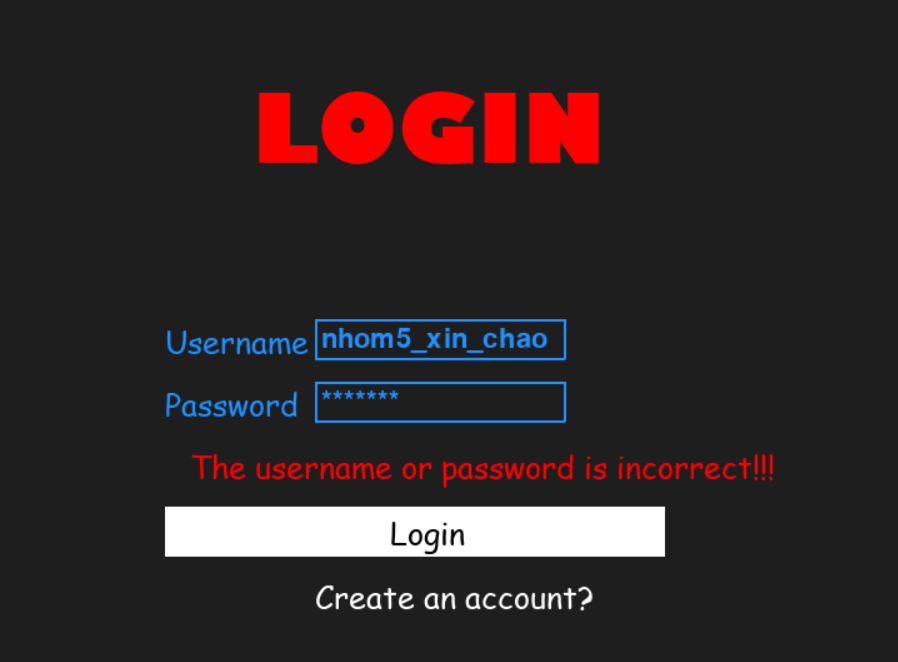 LOGIN
Username nhom5_xin_chao
Password *******
The username or password is incorrect!!!
Login
Create an account?